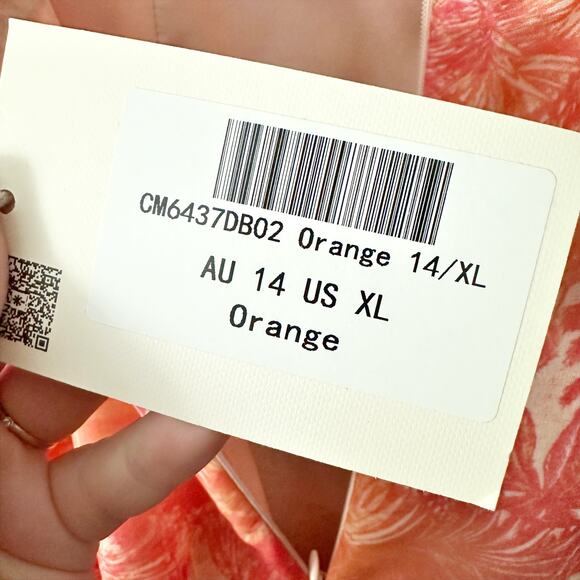 CM6437DB02 Orange 14/XL
AU 14 US XL
Orange